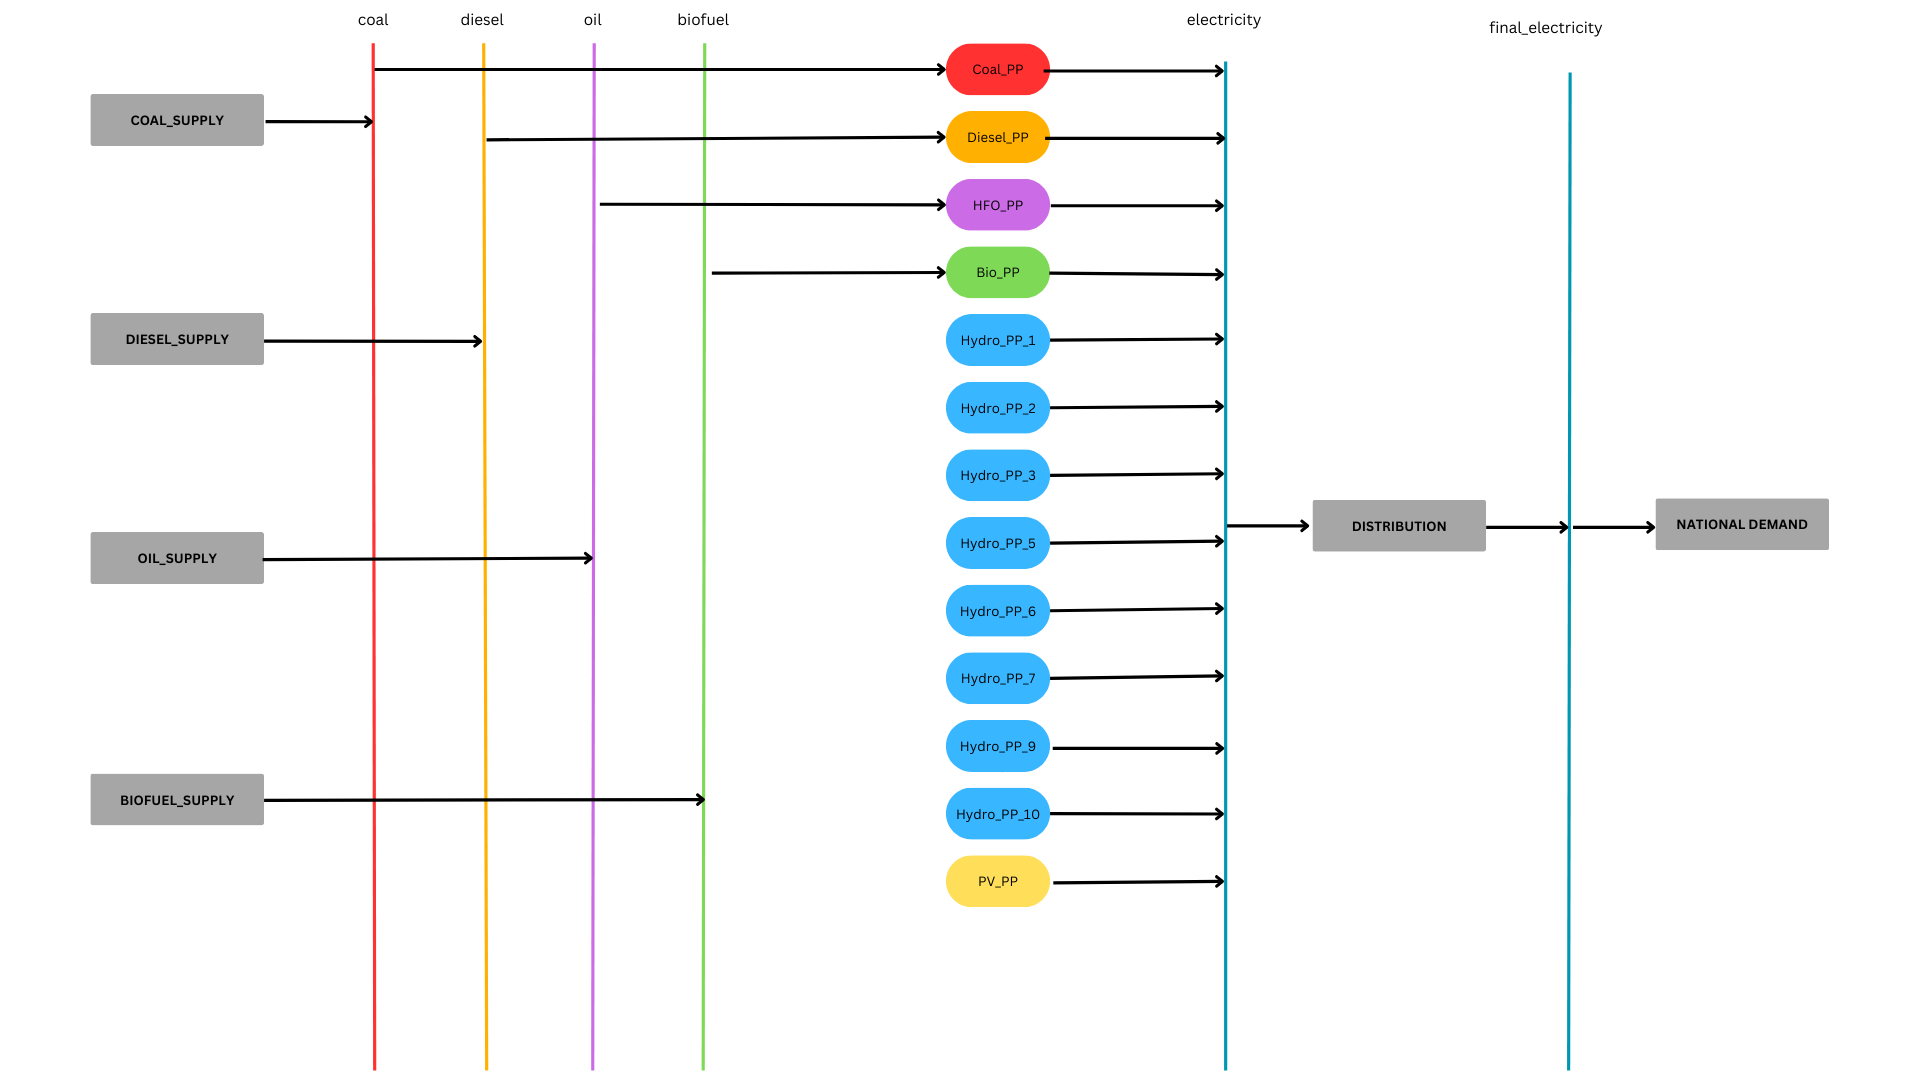 coal
diesel
oil
biofuel
electricity
final_electricity
Coal_PP
COAL_SUPPLY
Diesel_PP
HFO_PP
Bio_PP
DIESEL_SUPPLY
Hydro_PP_1
Hydro_PP_2
Hydro_PP_3
Hydro_PP_5
DISTRIBUTION
NATIONAL DEMAND
OIL_SUPPLY
Hydro_PP_6
Hydro_PP_7
Hydro_PP_9
BIOFUEL_SUPPLY
Hydro_PP_10
PV_PP